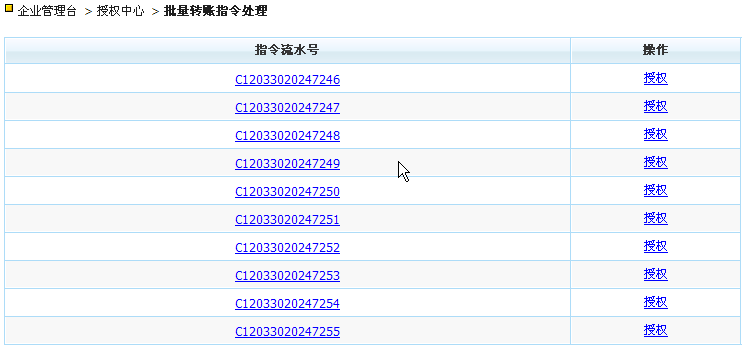 企业管理台 > 授权中心 > 批量转账指令处理
指令流水号 操作
C12033020247246 授权
C12033020247247 授权
C12033020247248 授权
C12033020247249 授权
C12033020247250 授权
C12033020247251 授权
C12033020247252 授权
C12033020247253 授权
C12033020247254 授权
C12033020247255 授权